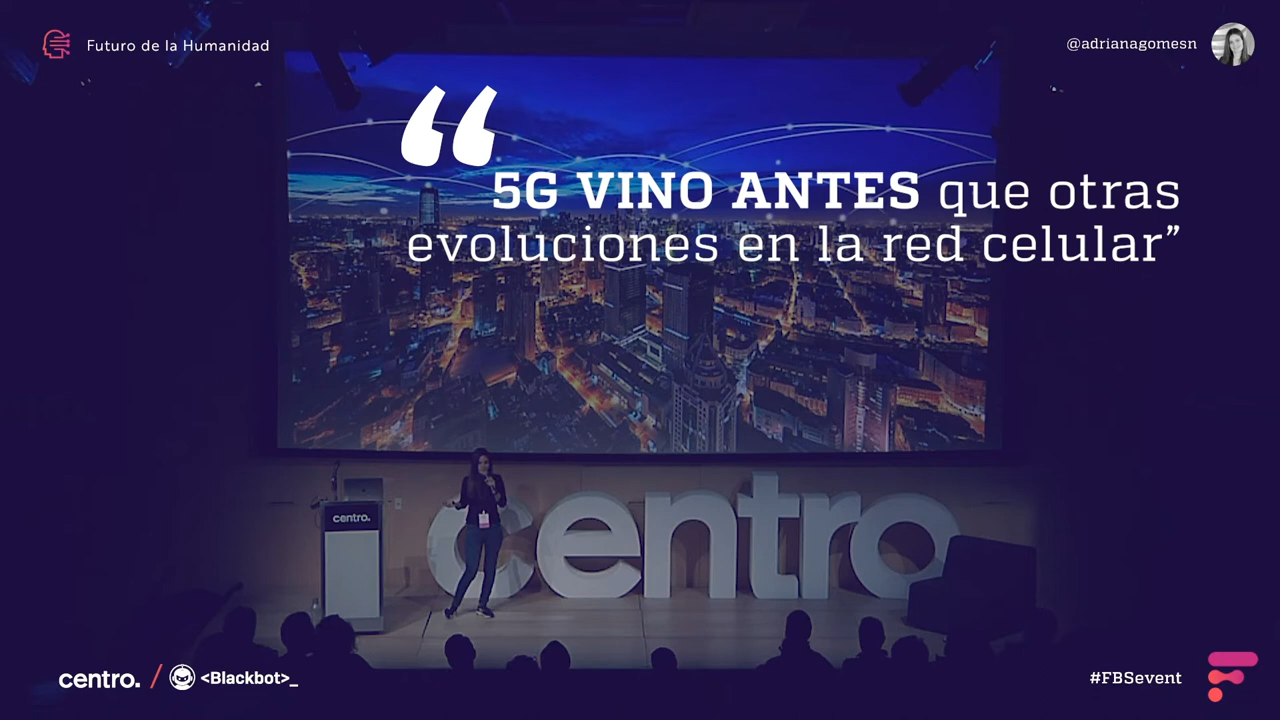 Futuro de la Humanidad
@adrianagomesn
“
5G VINO ANTES que otras
evoluciones en la red celular”
centro.
centro
centro. / <Blackbot>_
#FBSevent